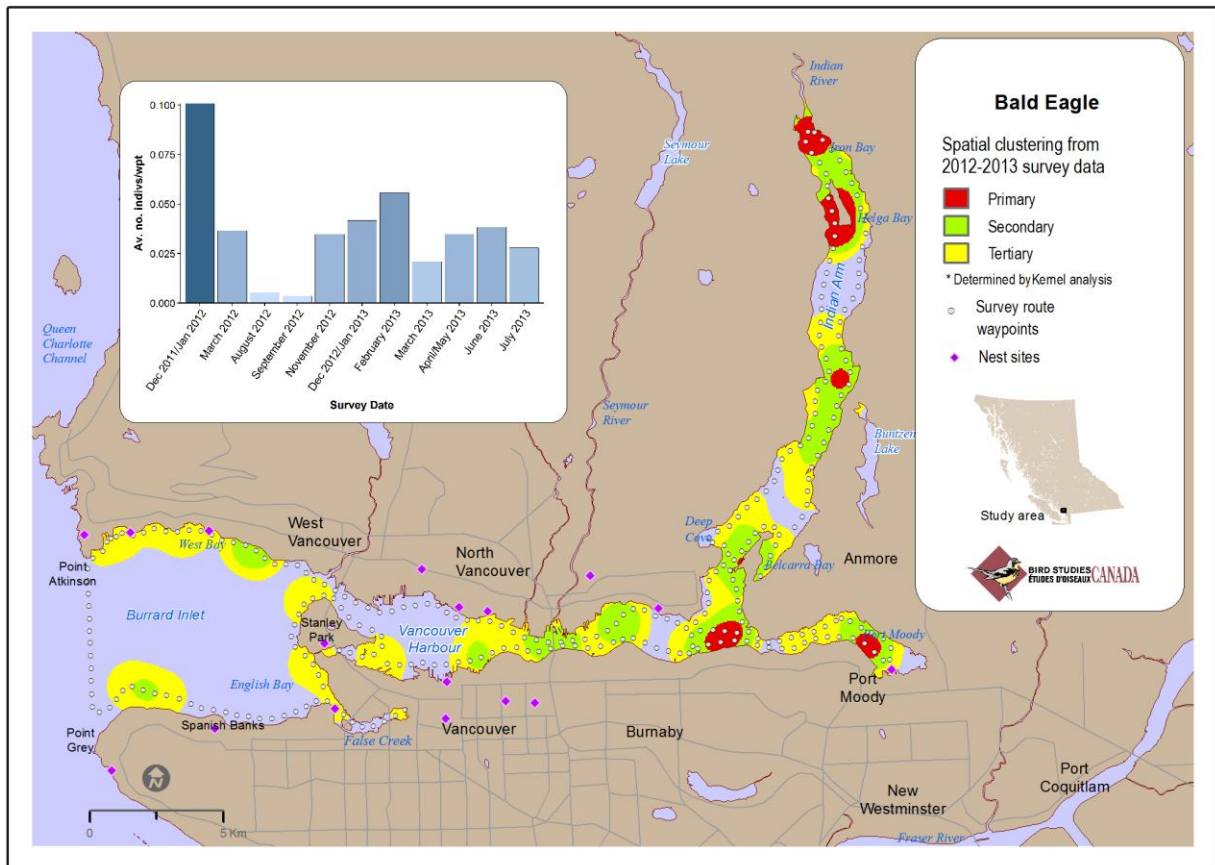 Bald Eagle
Spatial clustering from
2012-2013 survey data
Primary
Secondary
Tertiary
* Determined by Kernel analysis
Survey route
waypoints
Nest sites
Study area
BIRD STUDIES
ÉTUDES D'OISEAUX
CANADA
Av. no. indivs/wpt
0.100
0.075
0.050
0.025
0.000
Dec 2011/Jan 2012
March 2012
August 2012
September 2012
November 2012
Dec 2012/Jan 2013
February 2013
March 2013
April/May 2013
June 2013
July 2013
Survey Date
Indian
River
Iron Bay
Seymour
Lake
Helga Bay
Indian Arm
Queen
Charlotte
Channel
Seymour
River
Buntzen
Lake
West
Vancouver
West Bay
North
Vancouver
Deep
Cove
Anmore
Belcarra Bay
Point
Atkinson
Burrard Inlet
Stanley
Park
Vancouver
Harbour
Port Moody
Port
Moody
English Bay
Spanish Banks
Point
Grey
False Creek
Vancouver
Burnaby
Port
Coquitlam
New
Westminster
Fraser River
N
0
5 Km